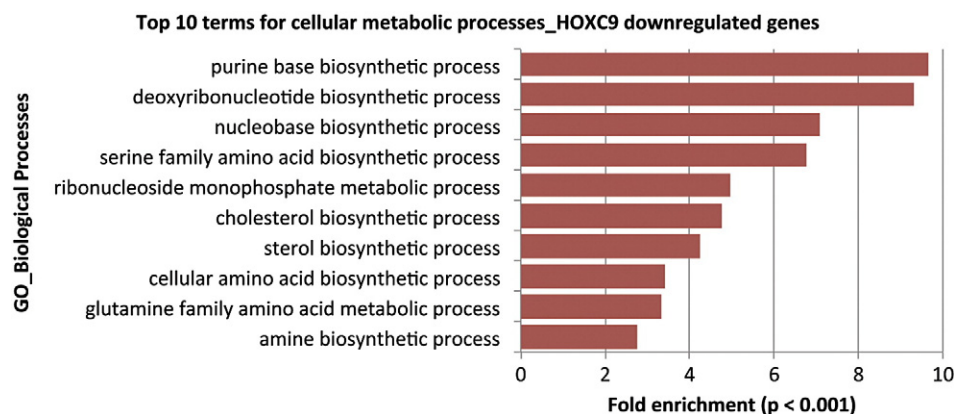 Top 10 terms for cellular metabolic processes_HOXC9 downregulated genes
GO_Biological Processes
purine base biosynthetic process
deoxyribonucleotide biosynthetic process
nucleobase biosynthetic process
serine family amino acid biosynthetic process
ribonucleoside monophosphate metabolic process
cholesterol biosynthetic process
sterol biosynthetic process
cellular amino acid biosynthetic process
glutamine family amino acid metabolic process
amine biosynthetic process
0 2 4 6 8 10
Fold enrichment (p < 0.001)